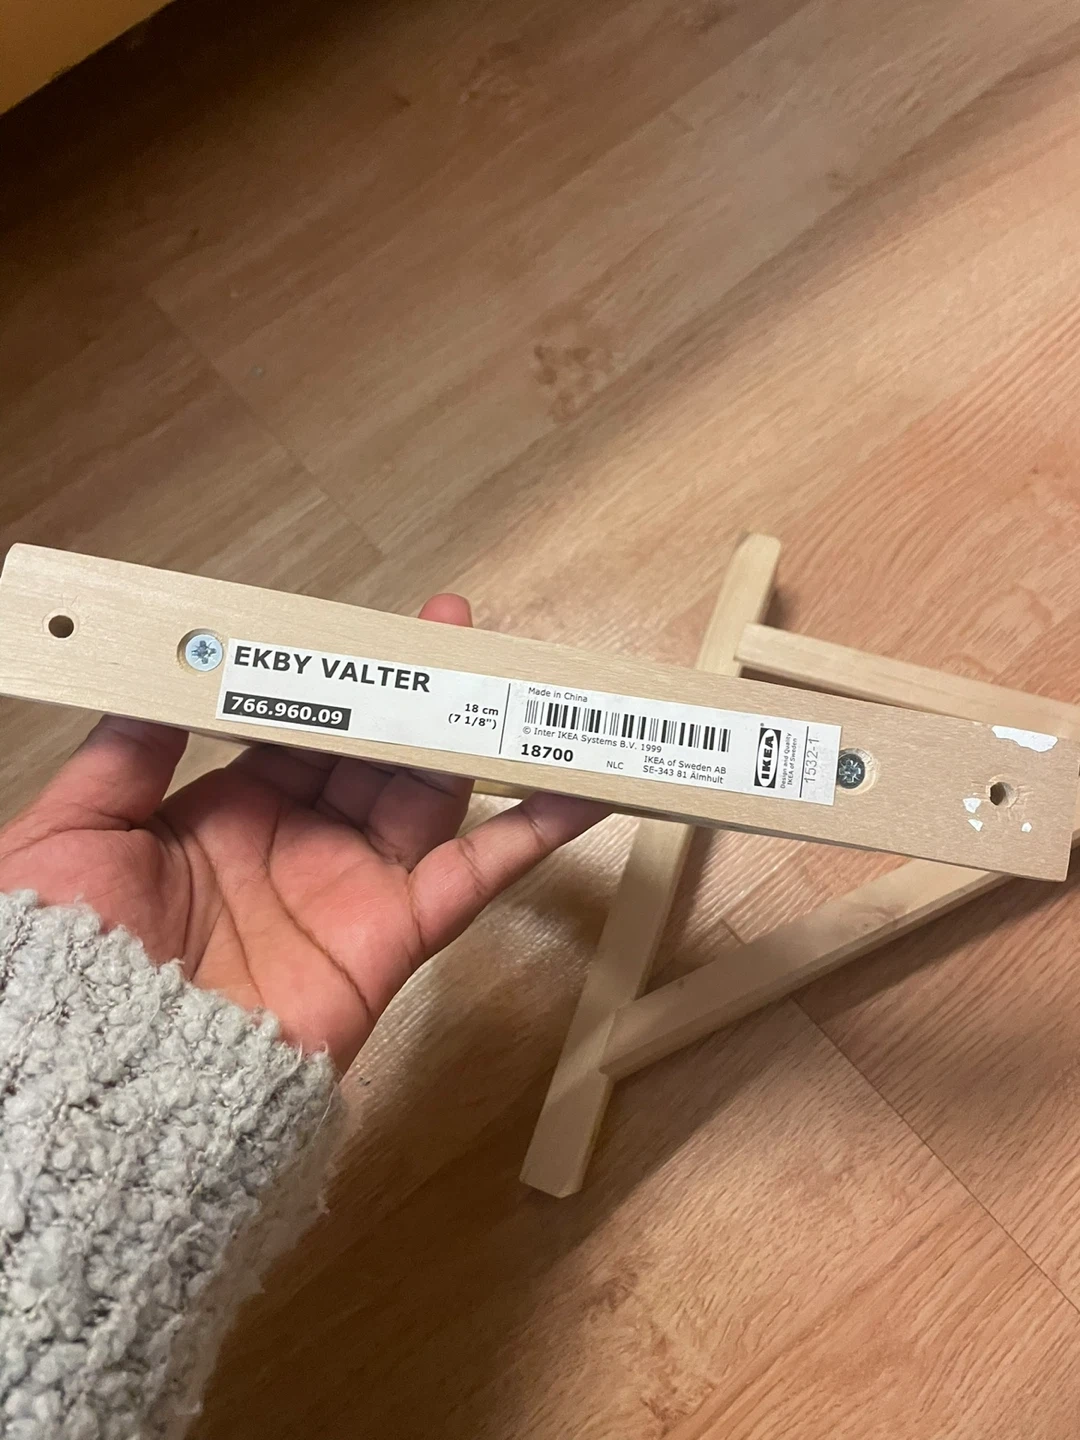 EKBY VALTER
766.960.09
18 cm
(7 1/8")
Made in China
© Inter IKEA Systems B.V. 1999
18700
NLC
IKEA of Sweden AB
SE-343 81 Älmhult
IKEA®
Design and Quality
IKEA of Sweden
1532-1